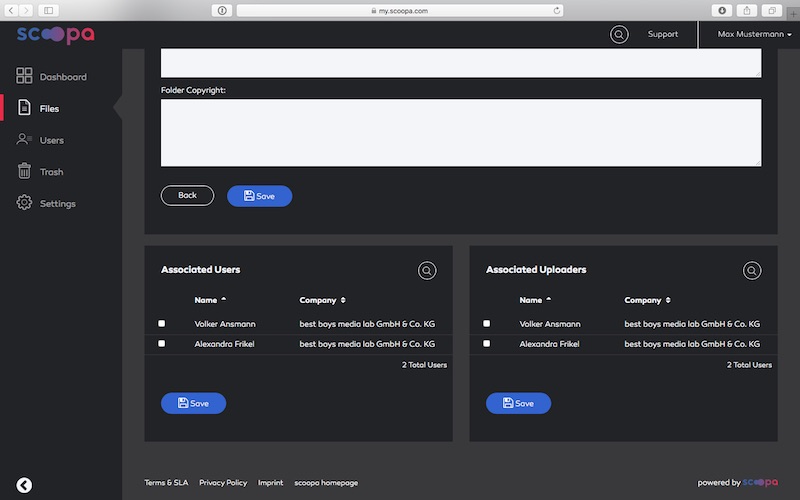 my.scoopa.com
scoopa
Support
Max Mustermann
Dashboard
Files
Users
Trash
Settings
Folder Copyright:
Back
Save
Associated Users
Name
Company
Volker Ansmann
best boys media lab GmbH & Co. KG
Alexandra Frikel
best boys media lab GmbH & Co. KG
2 Total Users
Save
Associated Uploaders
Name
Company
Volker Ansmann
best boys media lab GmbH & Co. KG
Alexandra Frikel
best boys media lab GmbH & Co. KG
2 Total Users
Save
Terms & SLA
Privacy Policy
Imprint
scoopa homepage
powered by scoopa